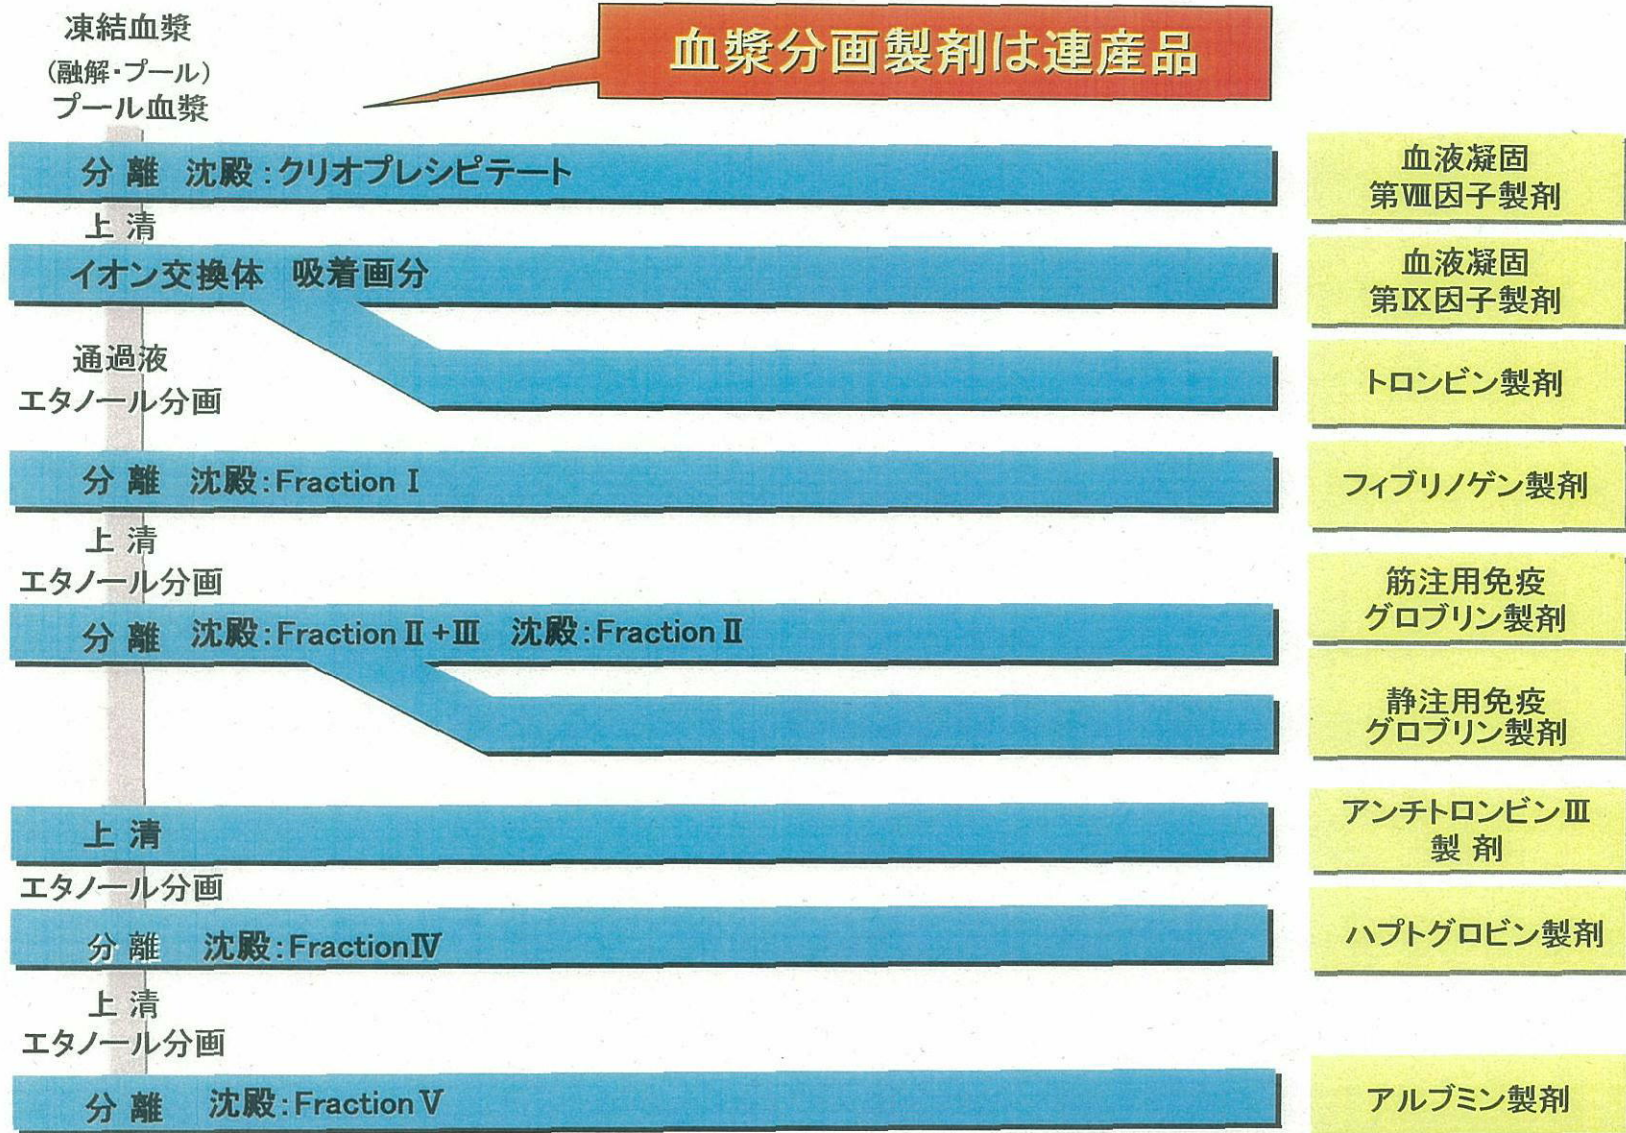 凍結血漿
(融解・プール)
プール血漿
血漿分画製剤は連産品
分 離 沈殿:クリオプレシピテート
血液凝固
第Ⅷ因子製剤
上 清
イオン交換体 吸着画分
血液凝固
第Ⅸ因子製剤
通過液
エタノール分画
トロンビン製剤
分 離 沈殿:Fraction Ⅰ
フィブリノゲン製剤
上 清
エタノール分画
分 離 沈殿:Fraction Ⅱ+Ⅲ 沈殿:Fraction Ⅱ
筋注用免疫
グロブリン製剤
静注用免疫
グロブリン製剤
上 清
アンチトロンビンⅢ
製 剤
エタノール分画
分 離 沈殿:FractionⅣ
ハプトグロビン製剤
上 清
エタノール分画
分 離 沈殿:Fraction Ⅴ
アルブミン製剤